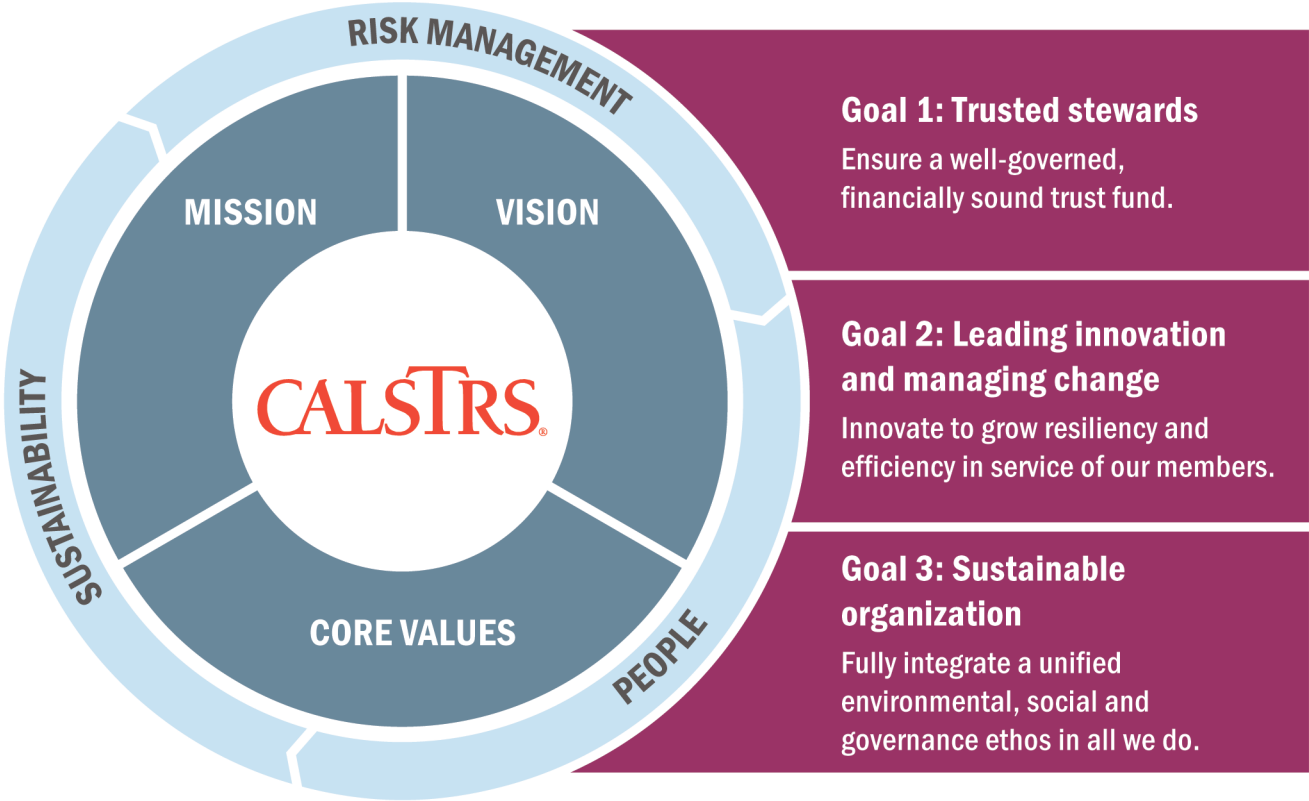 RISK MANAGEMENT
MISSION
VISION
CALSTRS®
CORE VALUES
SUSTAINABILITY
PEOPLE
Goal 1: Trusted stewards
Ensure a well-governed,
financially sound trust fund.
Goal 2: Leading innovation
and managing change
Innovate to grow resiliency and
efficiency in service of our members.
Goal 3: Sustainable
organization
Fully integrate a unified
environmental, social and
governance ethos in all we do.